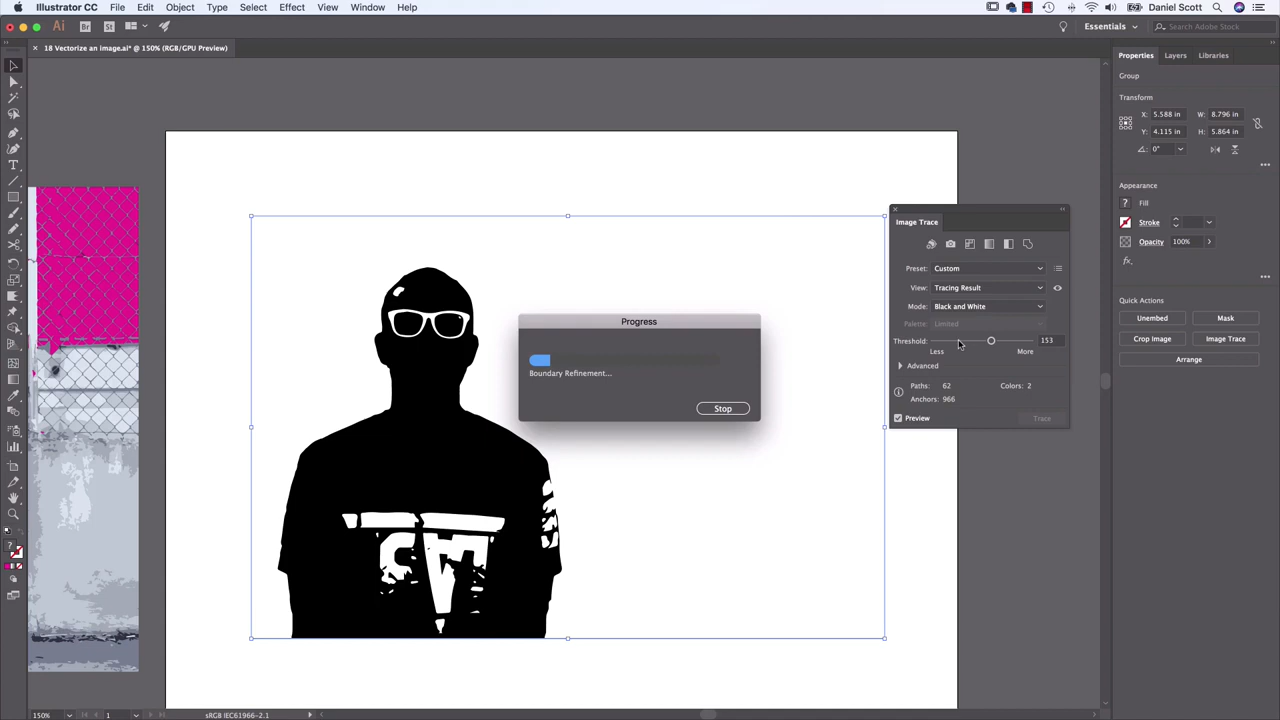 Illustrator CC File Edit Object Type Select Effect View Window Help Daniel Scott
Ai Br St Essentials Search Adobe Stock
18 Vectorize an image.ai* @ 150% (RGB/GPU Preview)
Properties Layers Libraries
Group
Transform
X: 5.588 in W: 8.796 in
Y: 4.115 in H: 5.864 in
0°
Appearance
? Fill
Stroke
Opacity 100%
fx.
Quick Actions
Unembed Mask
Crop Image Image Trace
Arrange
Image Trace
Preset: Custom
View: Tracing Result
Mode: Black and White
Palette: Limited
Threshold: 153
Less More
Advanced
Paths: 62 Colors: 2
Anchors: 966
Preview Trace
Progress
Boundary Refinement...
Stop
150% 1 sRGB IEC61966-2.1